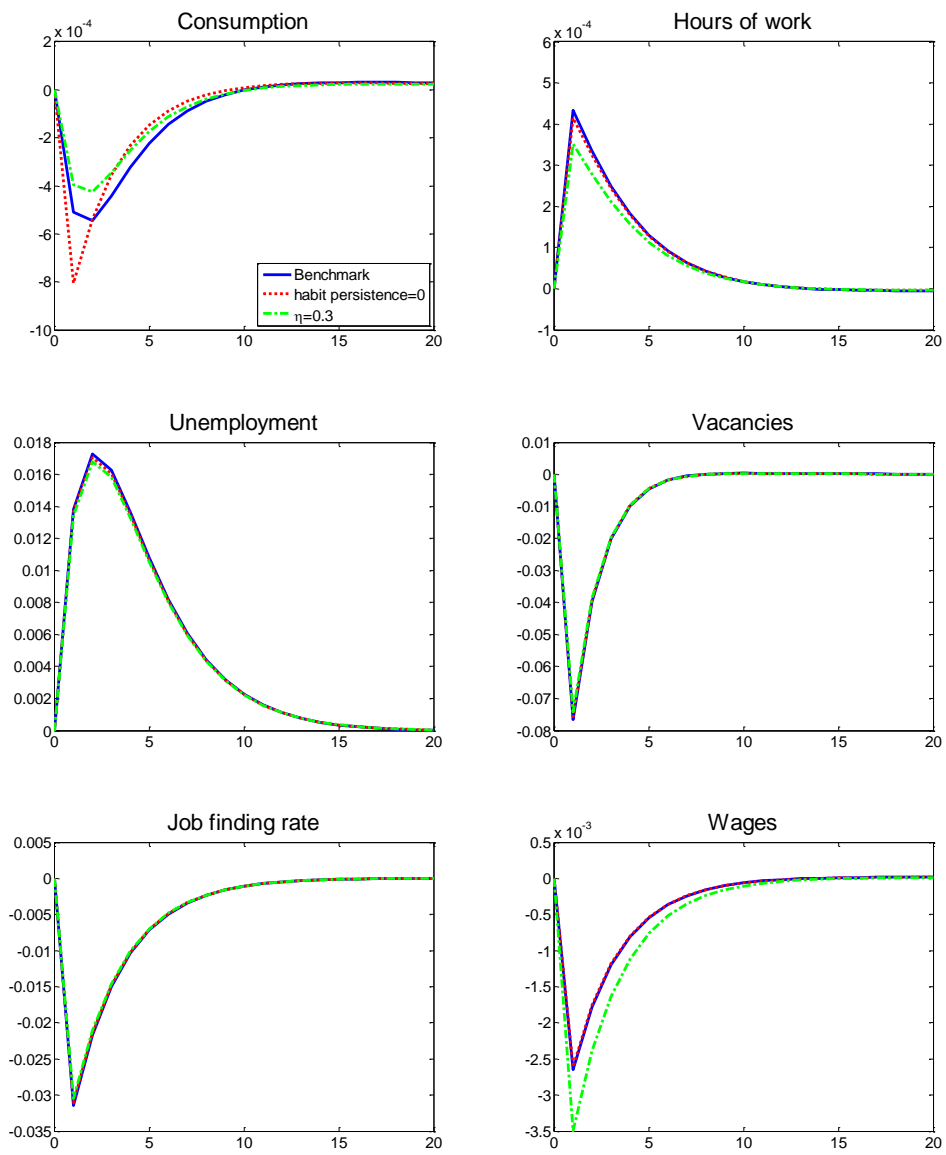 Consumption
x 10-4
2
0
-2
-4
-6
-8
-10
0 5 10 15 20
Benchmark
habit persistence=0
η=0.3
Hours of work
x 10-4
6
5
4
3
2
1
0
-1
0 5 10 15 20
Unemployment
0.018
0.016
0.014
0.012
0.01
0.008
0.006
0.004
0.002
0
0 5 10 15 20
Vacancies
0.01
0
-0.01
-0.02
-0.03
-0.04
-0.05
-0.06
-0.07
-0.08
0 5 10 15 20
Job finding rate
0.005
0
-0.005
-0.01
-0.015
-0.02
-0.025
-0.03
-0.035
0 5 10 15 20
Wages
x 10-3
0.5
0
-0.5
-1
-1.5
-2
-2.5
-3
-3.5
0 5 10 15 20